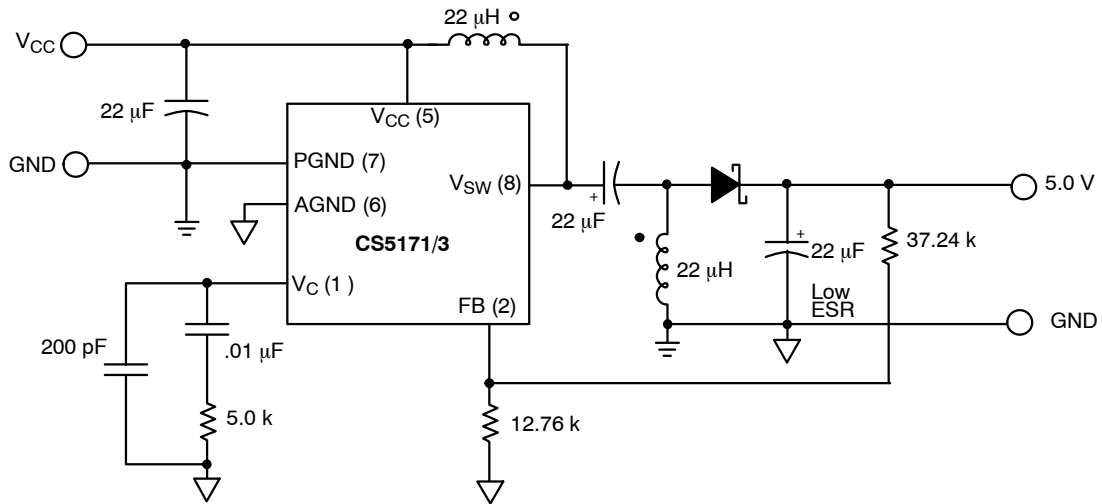 22 μH
VCC
22 μF
VCC (5)
GND
PGND (7)
VSW (8)
5.0 V
AGND (6)
+
22 μF
CS5171/3
+
22 μF
37.24 k
22 μH
VC (1 )
Low
ESR
FB (2)
GND
200 pF
.01 μF
5.0 k
12.76 k